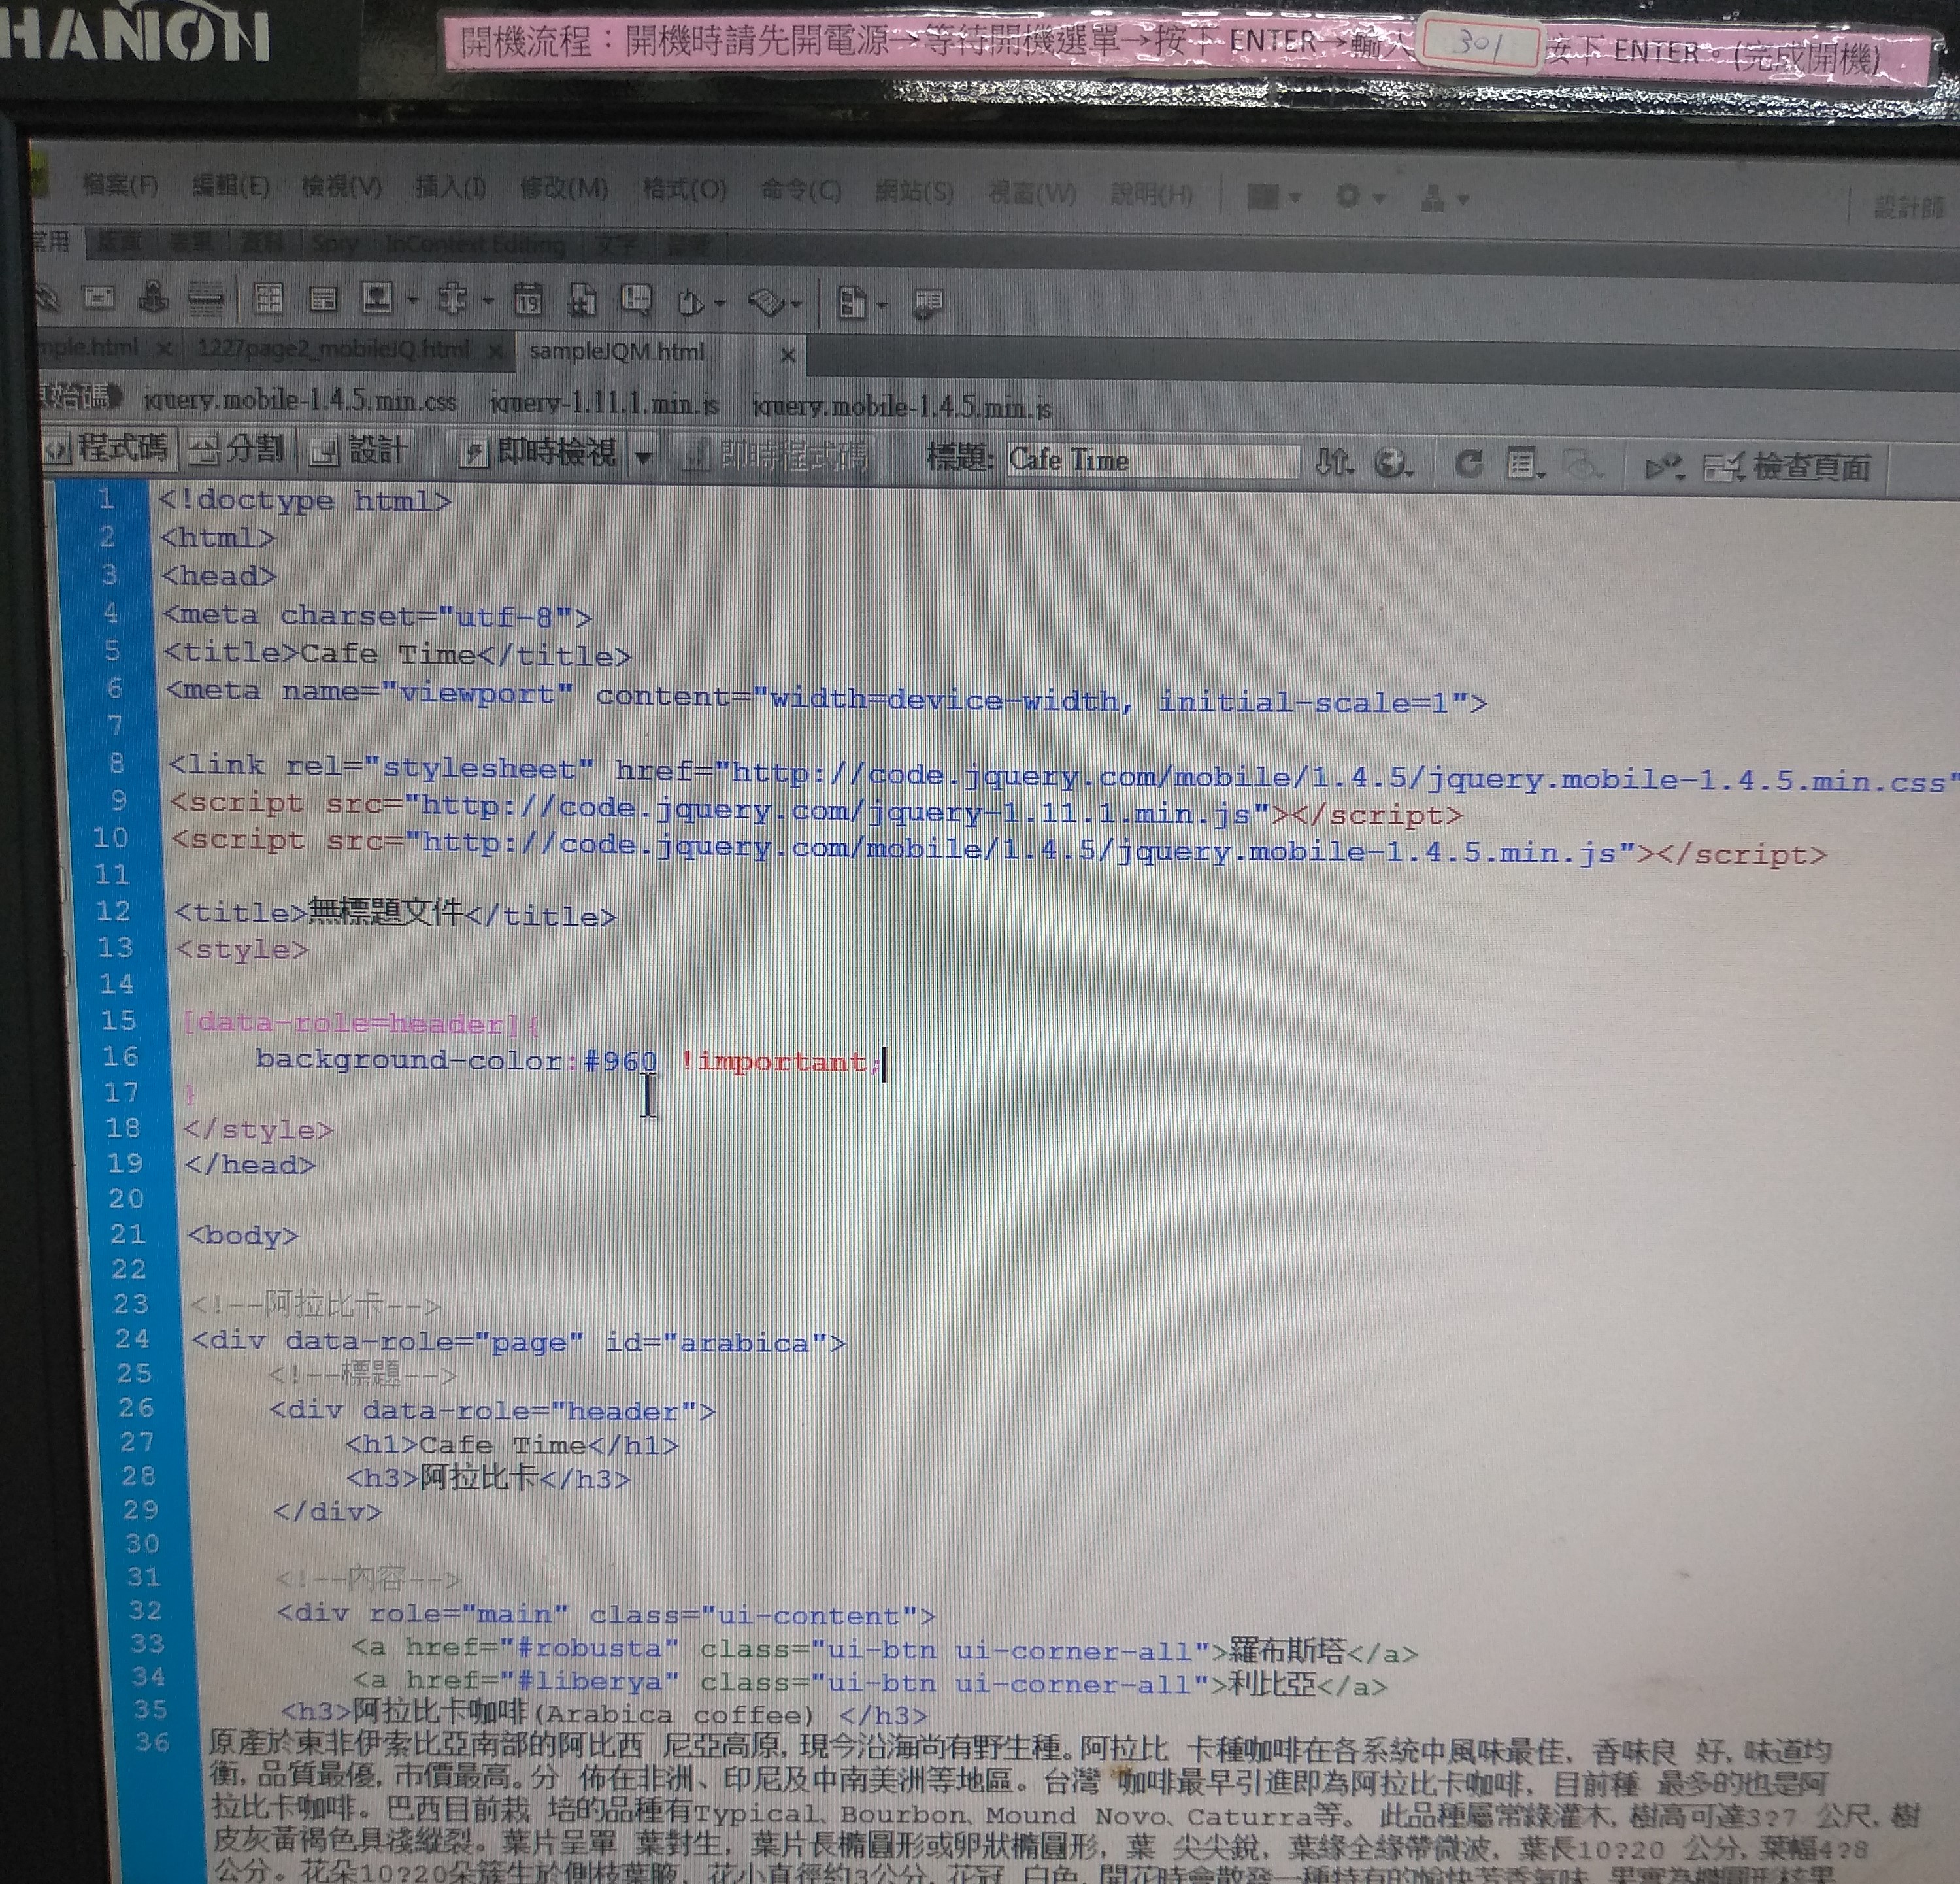 HANNON
開機流程：開機時請先開電源→等待開機選單→按下 ENTER→輸入 301 按下 ENTER。(完成開機)
檔案(F) 編輯(E) 檢視(V) 插入(I) 修改(M) 格式(O) 命令(C) 網站(S) 視窗(W) 說明(H) 設計師
常用 版面 表單 資料 Spry InContext Editing 文字
19
mple.html × 1227page2_mobileJQ.html × sampleJQM.html ×
原始碼 jquery.mobile-1.4.5.min.css jquery-1.11.1.min.js jquery.mobile-1.4.5.min.js
程式碼 分割 設計 即時檢視 即時程式碼 標題: Cafe Time 檢查頁面
1 <!doctype html>
2 <html>
3 <head>
4 <meta charset="utf-8">
5 <title>Cafe Time</title>
6 <meta name="viewport" content="width=device-width, initial-scale=1">
7
8 <link rel="stylesheet" href="http://code.jquery.com/mobile/1.4.5/jquery.mobile-1.4.5.min.css"
9 <script src="http://code.jquery.com/jquery-1.11.1.min.js"></script>
10 <script src="http://code.jquery.com/mobile/1.4.5/jquery.mobile-1.4.5.min.js"></script>
11
12 <title>無標題文件</title>
13 <style>
14
15 [data-role=header]{
16 background-color:#960 !important;
17 }
18 </style>
19 </head>
20
21 <body>
22
23 <!--阿拉比卡-->
24 <div data-role="page" id="arabica">
25 <!--標題-->
26 <div data-role="header">
27 <h1>Cafe Time</h1>
28 <h3>阿拉比卡</h3>
29 </div>
30
31 <!--內容-->
32 <div role="main" class="ui-content">
33 <a href="#robusta" class="ui-btn ui-corner-all">羅布斯塔</a>
34 <a href="#liberya" class="ui-btn ui-corner-all">利比亞</a>
35 <h3>阿拉比卡咖啡(Arabica coffee) </h3>
36 原產於東非伊索比亞南部的阿比西 尼亞高原，現今沿海尚有野生種。阿拉比 卡種咖啡在各系統中風味最佳，香味良 好，味道均
衡，品質最優，市價最高。分 佈在非洲、印尼及中南美洲等地區。台灣 咖啡最早引進即為阿拉比卡咖啡，目前種 最多的也是阿
拉比卡咖啡。巴西目前栽 培的品種有Typical、Bourbon、Mound Novo、Caturra等。 此品種屬常綠灌木，樹高可達3?7 公尺，樹
皮灰黃褐色具淺縱裂。葉片呈單 葉對生，葉片長橢圓形或卵狀橢圓形，葉 尖尖銳，葉緣全緣帶微波，葉長10?20 公分，葉幅4?8
公分。花朵10?20朵簇生於側枝葉腋，花小直徑約3公分，花冠 白色，開花時會散發一種特有的愉快芳香氣味，果實為橢圓形核果